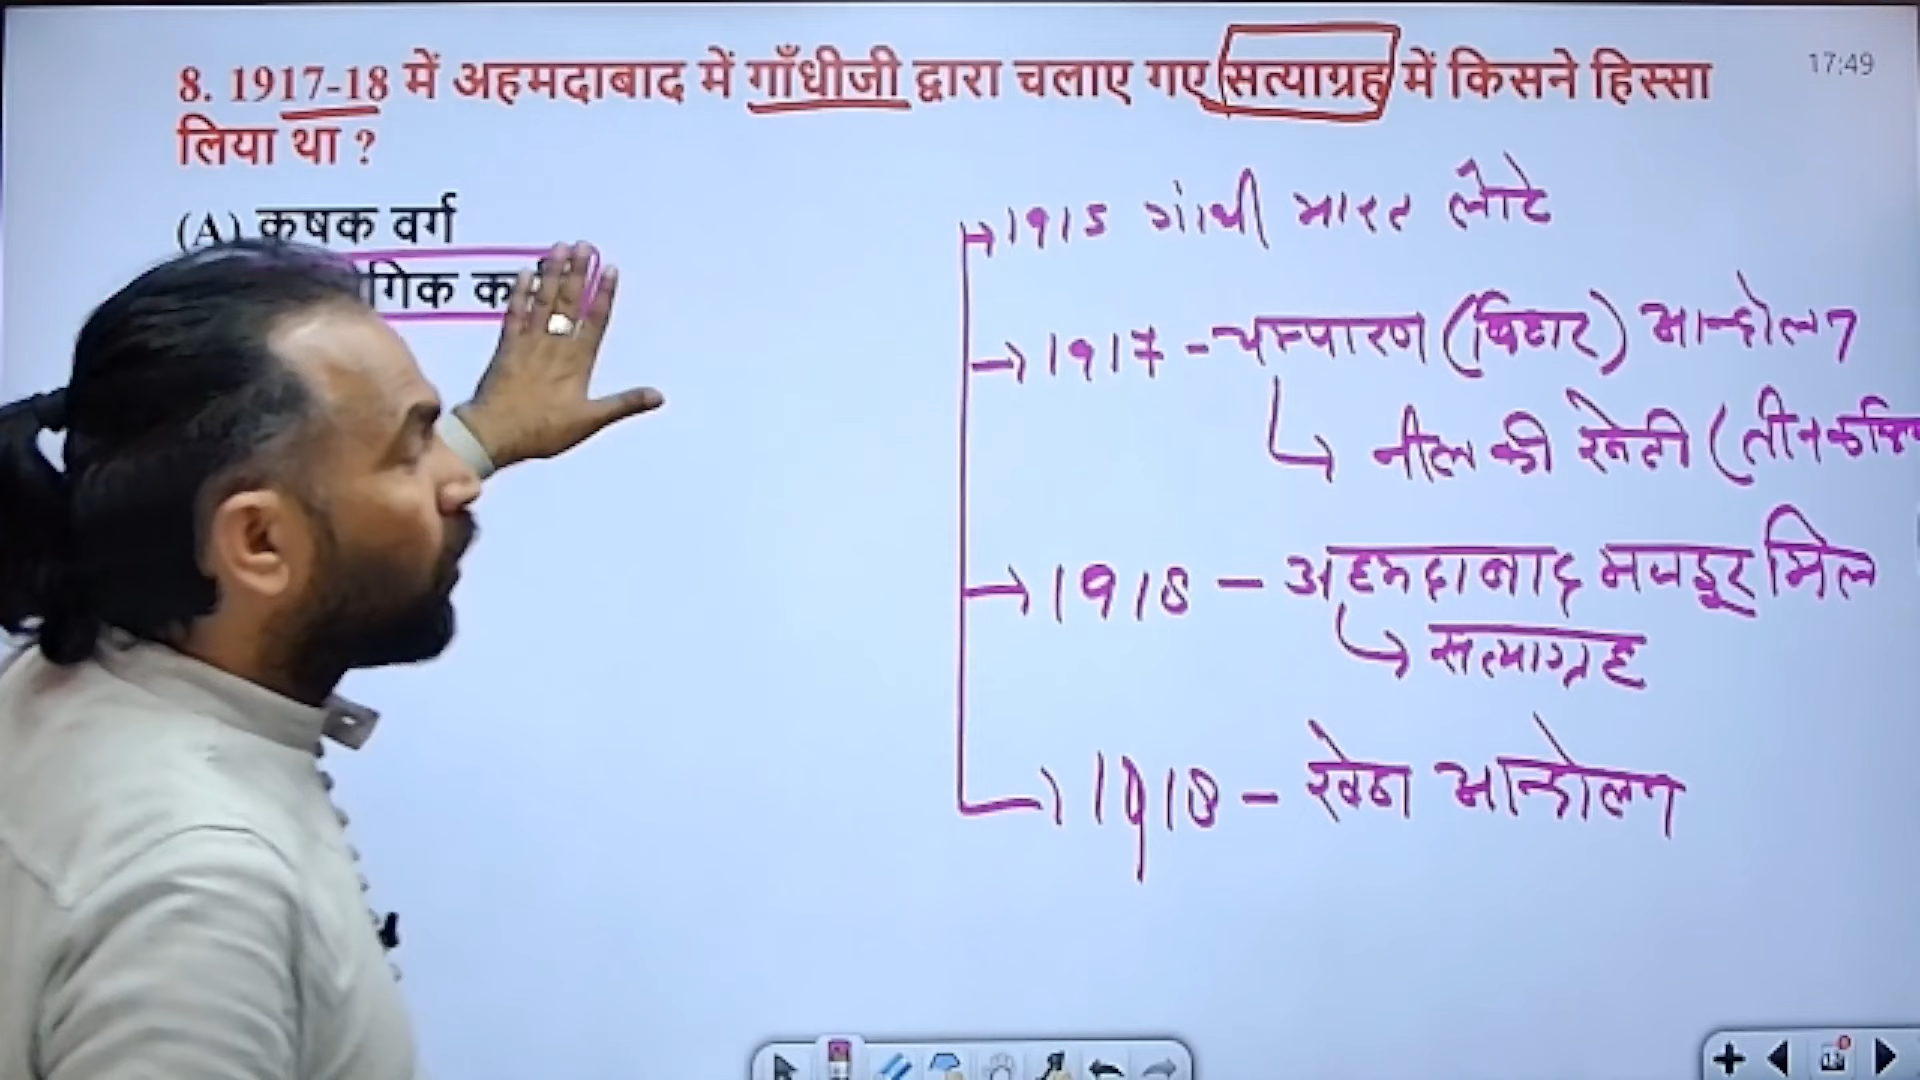 17:49
8. 1917-18 में अहमदाबाद में गाँधीजी द्वारा चलाए गए सत्याग्रह में किसने हिस्सा
लिया था ?
(A) कृषक वर्ग
गिक
1915 गांधी भारत लौटे
1917 - चम्पारण (बिहार) आन्दोलन
नील की खेती (तीन कठिया
1918 - अहमदाबाद मजदूर मिल
सत्याग्रह
1918 - खेडा आन्दोलन